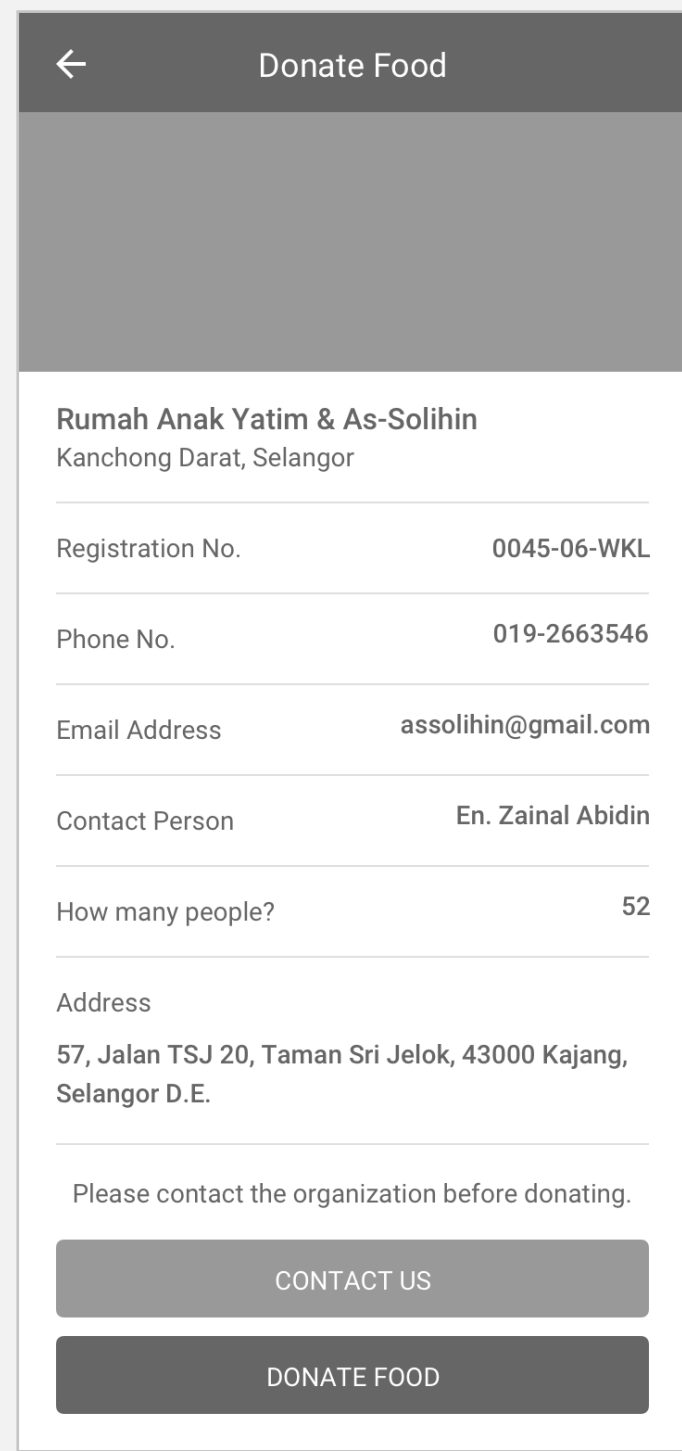 Donate Food
Rumah Anak Yatim & As-Solihin
Kanchong Darat, Selangor
Registration No. 0045-06-WKL
Phone No. 019-2663546
Email Address assolihin@gmail.com
Contact Person En. Zainal Abidin
How many people? 52
Address
57, Jalan TSJ 20, Taman Sri Jelok, 43000 Kajang,
Selangor D.E.
Please contact the organization before donating.
CONTACT US
DONATE FOOD